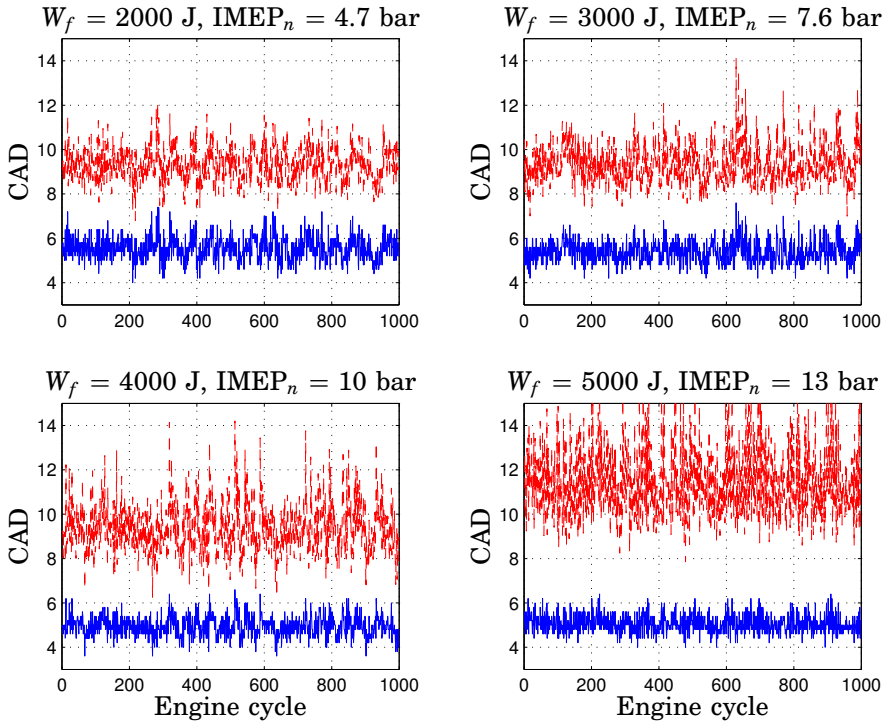 W_f = 2000 J, IMEP_n = 4.7 bar
W_f = 3000 J, IMEP_n = 7.6 bar
14
12
10
8
6
4
CAD
0 200 400 600 800 1000
14
12
10
8
6
4
CAD
0 200 400 600 800 1000
W_f = 4000 J, IMEP_n = 10 bar
W_f = 5000 J, IMEP_n = 13 bar
14
12
10
8
6
4
CAD
0 200 400 600 800 1000
Engine cycle
14
12
10
8
6
4
CAD
0 200 400 600 800 1000
Engine cycle